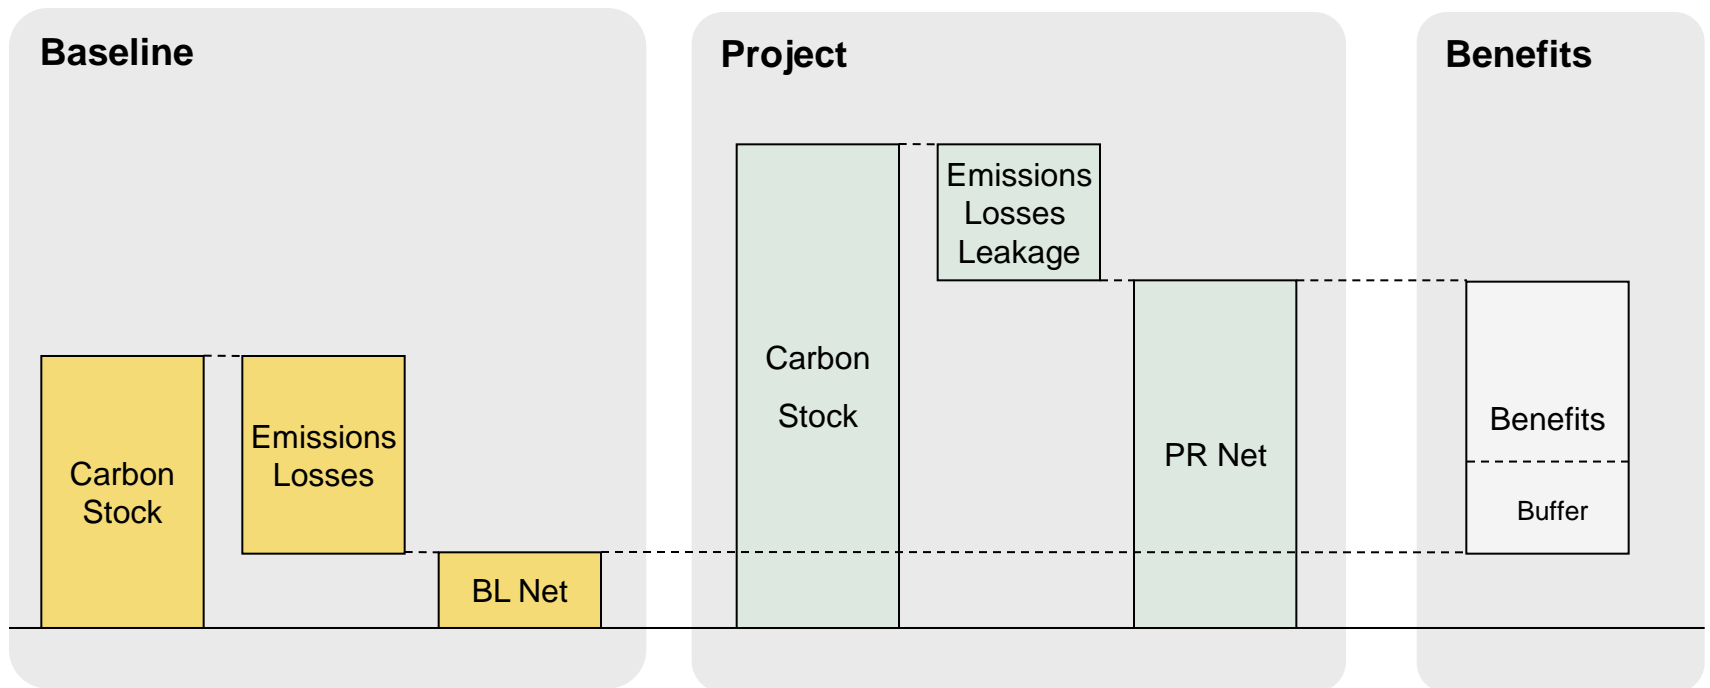 Baseline
Carbon
Stock
Emissions
Losses
BL Net
Project
Carbon
Stock
Emissions
Losses
Leakage
PR Net
Benefits
Benefits
Buffer